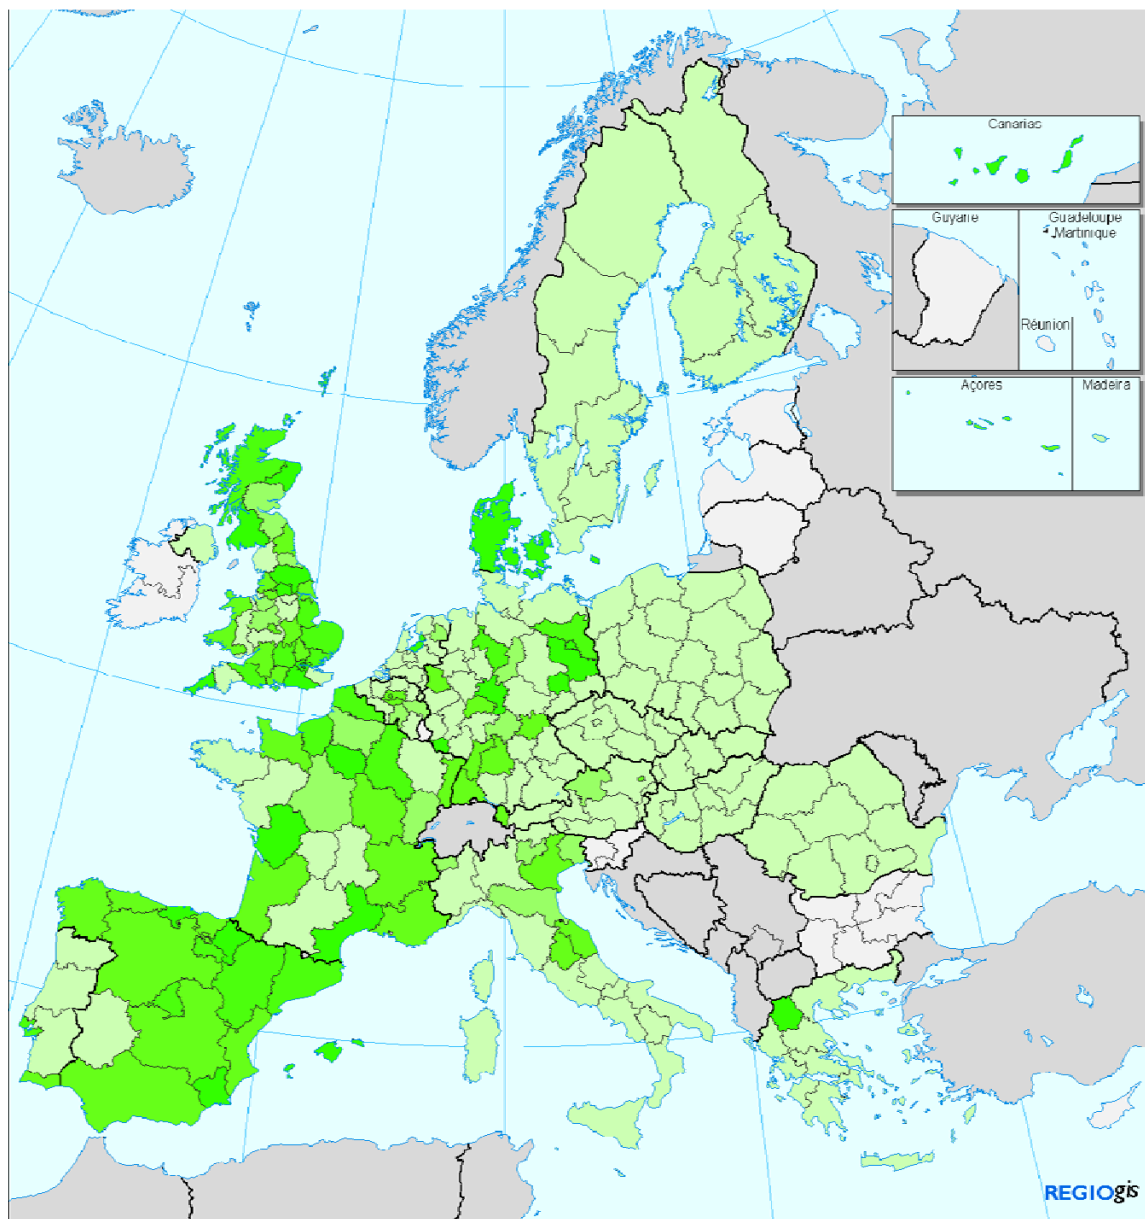 Canarias
Guyane
Guadeloupe
Martinique
Réunion
Açores
Madeira
REGIOgis